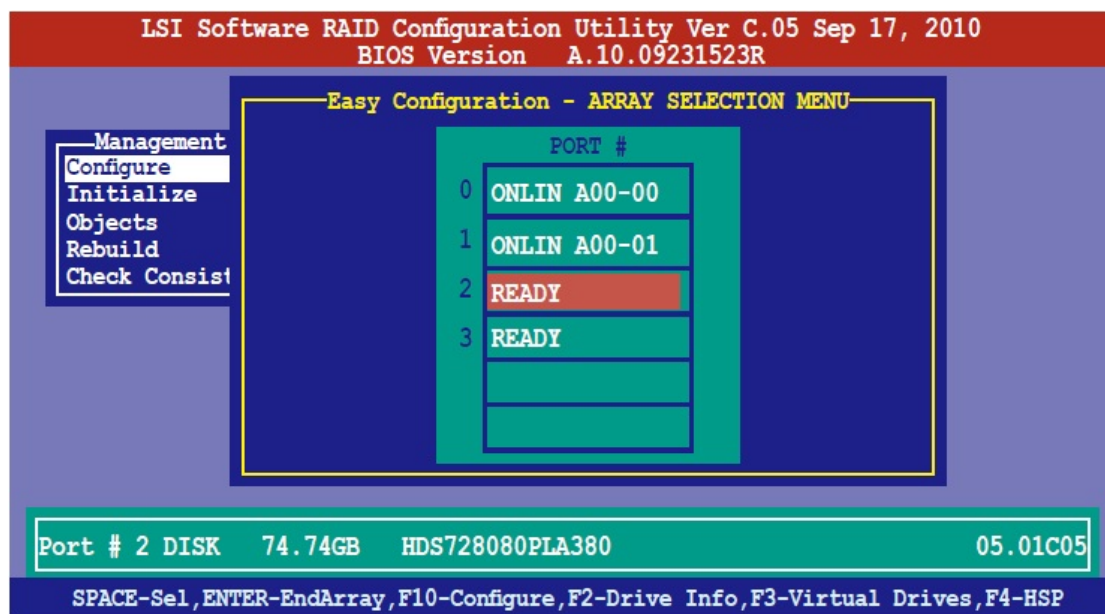 LSI Software RAID Configuration Utility Ver C.05 Sep 17, 2010
BIOS Version A.10.09231523R
Easy Configuration - ARRAY SELECTION MENU
Management
Configure
Initialize
Objects
Rebuild
Check Consist
PORT #
0 ONLIN A00-00
1 ONLIN A00-01
2 READY
3 READY
Port # 2 DISK 74.74GB HDS728080PLA380 05.01C05
SPACE-Sel,ENTER-EndArray,F10-Configure,F2-Drive Info,F3-Virtual Drives,F4-HSP